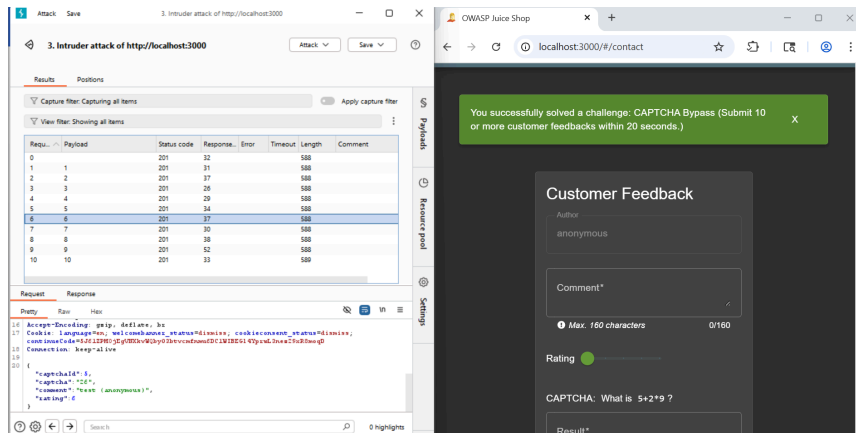 Attack Save 3. Intruder attack of http://localhost:3000
3. Intruder attack of http://localhost:3000
Attack Save
Results Positions
Capture filter: Capturing all items
Apply capture filter
View filter: Showing all items
Requ... Payload Status code Response... Error Timeout Length Comment
0 201 32 588
1 1 201 31 588
2 2 201 37 588
3 3 201 26 588
4 4 201 29 588
5 5 201 34 588
6 6 201 37 588
7 7 201 30 588
8 8 201 38 588
9 9 201 52 588
10 10 201 33 589
Payloads
Resource pool
Settings
Request Response
Pretty Raw Hex
16 Accept-Encoding: gzip, deflate, br
17 Cookie: language=en; welcomebanner_status=dismiss; cookieconsent_status=dismiss;
18 Connection: keep-alive
19
20 {
"captchaId":5,
"comment":"test (anonymous)",
}
Search
0 highlights
OWASP Juice Shop
localhost:3000/#/contact
You successfully solved a challenge: CAPTCHA Bypass (Submit 10
or more customer feedbacks within 20 seconds.)
X
Customer Feedback
Author
anonymous
Comment*
Max. 160 characters 0/160
Rating
CAPTCHA: What is 5+2*9 ?
Result*